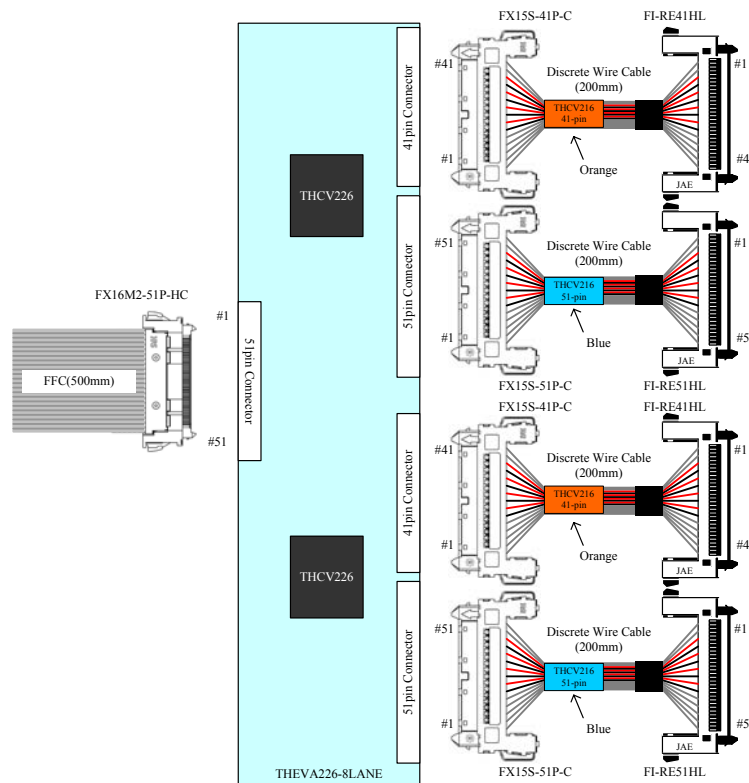 FX15S-41P-C
FI-RE41HL
#41
Discrete Wire Cable
(200mm)
#1
41pin Connector
THCV216
41-pin
Orange
#1
#4
JAE
THCV226
#51
Discrete Wire Cable
(200mm)
#1
51pin Connector
THCV216
51-pin
Blue
#1
#5
JAE
FX15S-51P-C
FI-RE51HL
FX16M2-51P-HC
#1
51pin Connector
FFC(500mm)
#51
FX15S-41P-C
FI-RE41HL
#41
Discrete Wire Cable
(200mm)
#1
41pin Connector
THCV216
41-pin
Orange
#1
#4
JAE
THCV226
#51
Discrete Wire Cable
(200mm)
#1
51pin Connector
THCV216
51-pin
Blue
#1
#5
JAE
THEVA226-8LANE
FX15S-51P-C
FI-RE51HL